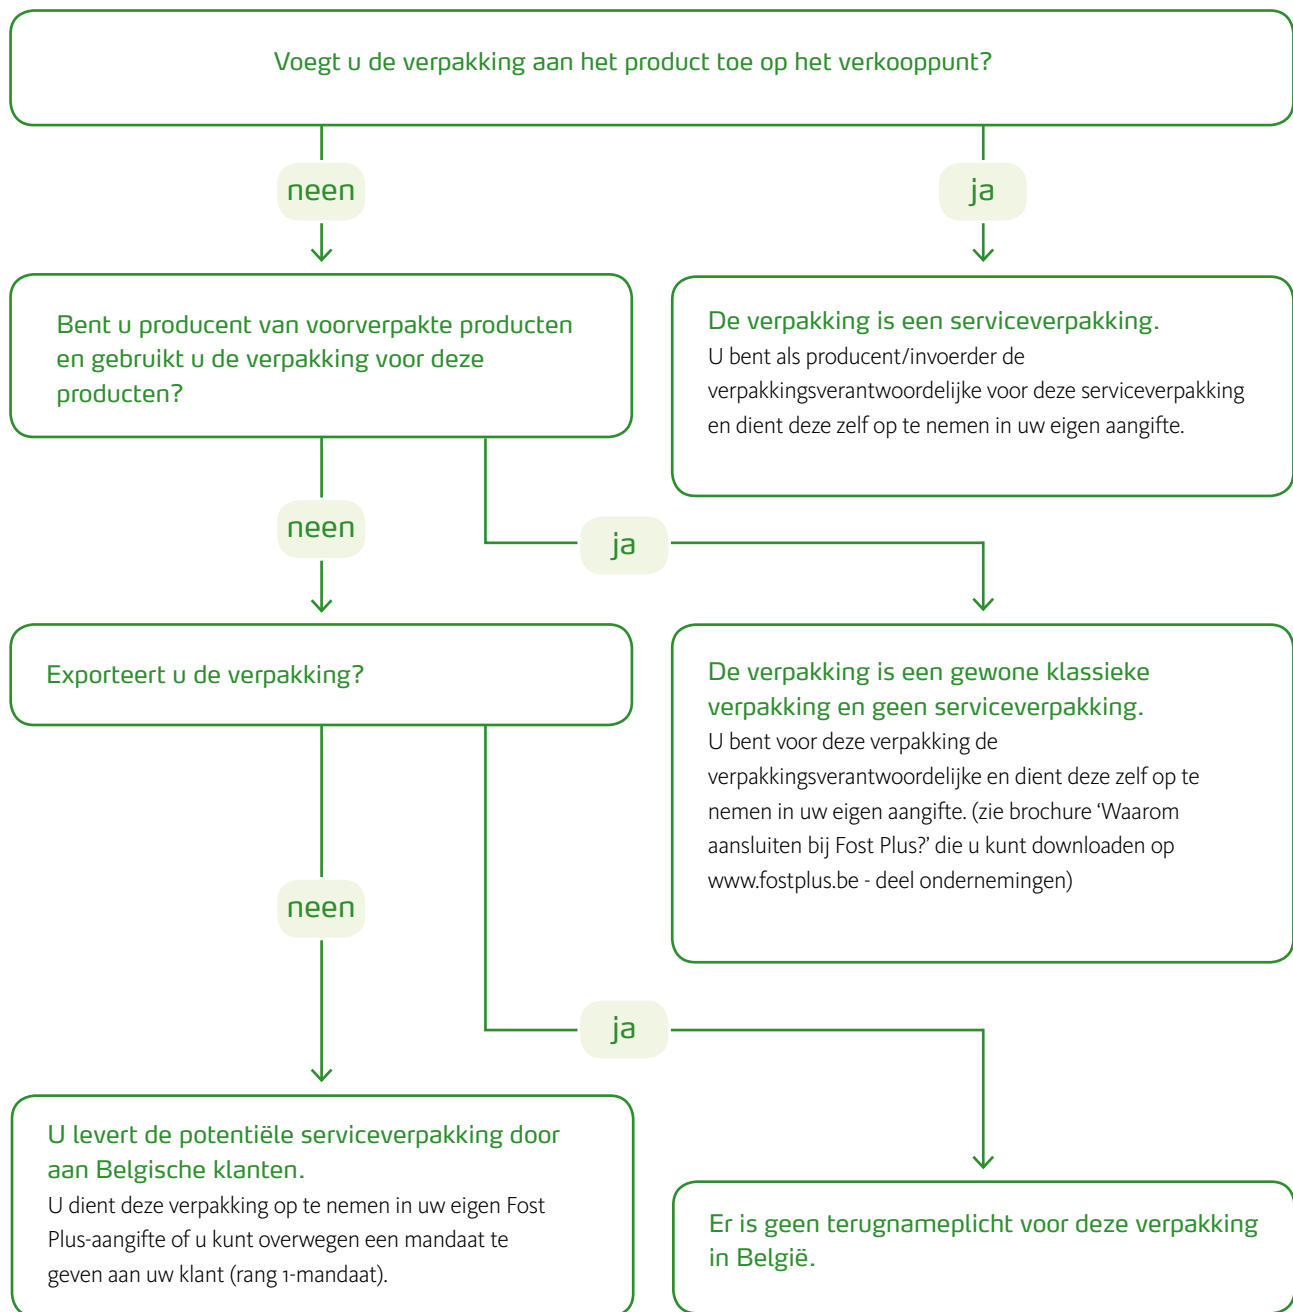 Voegt u de verpakking aan het product toe op het verkooppunt?
neen
ja
Bent u producent van voorverpakte producten
en gebruikt u de verpakking voor deze
producten?
De verpakking is een serviceverpakking.
U bent als producent/invoerder de
verpakkingsverantwoordelijke voor deze serviceverpakking
en dient deze zelf op te nemen in uw eigen aangifte.
neen
ja
Exporteert u de verpakking?
De verpakking is een gewone klassieke
verpakking en geen serviceverpakking.
U bent voor deze verpakking de
verpakkingsverantwoordelijke en dient deze zelf op te
nemen in uw eigen aangifte. (zie brochure ‘Waarom
aansluiten bij Fost Plus?’ die u kunt downloaden op
www.fostplus.be - deel ondernemingen)
neen
ja
U levert de potentiële serviceverpakking door
aan Belgische klanten.
U dient deze verpakking op te nemen in uw eigen Fost
Plus-aangifte of u kunt overwegen een mandaat te
geven aan uw klant (rang 1-mandaat).
Er is geen terugnameplicht voor deze verpakking
in België.